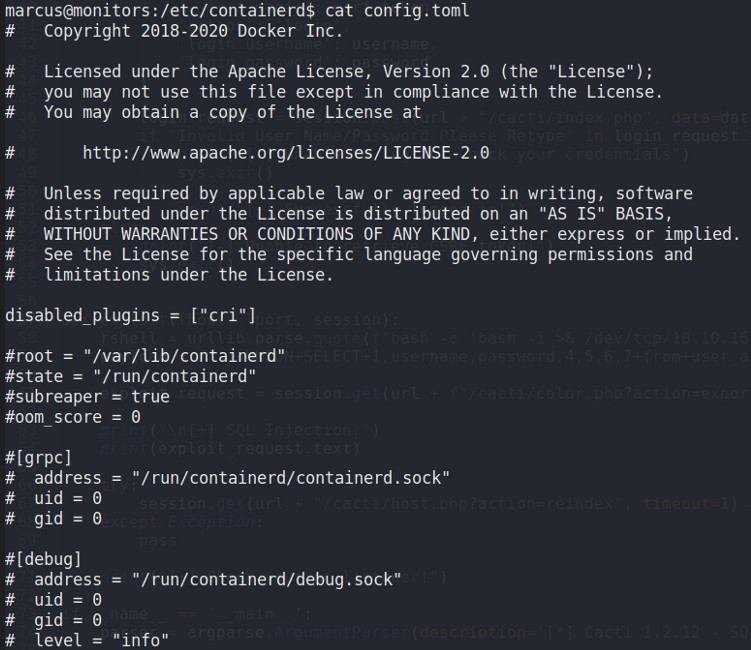 marcus@monitors:/etc/containerd$ cat config.toml
#   Copyright 2018-2020 Docker Inc.
#   Licensed under the Apache License, Version 2.0 (the "License");
#   you may not use this file except in compliance with the License.
#   You may obtain a copy of the License at
#       http://www.apache.org/licenses/LICENSE-2.0
#   Unless required by applicable law or agreed to in writing, software
#   distributed under the License is distributed on an "AS IS" BASIS,
#   WITHOUT WARRANTIES OR CONDITIONS OF ANY KIND, either express or implied.
#   See the License for the specific language governing permissions and
#   limitations under the License.
disabled_plugins = ["cri"]
#root = "/var/lib/containerd"
#state = "/run/containerd"
#subreaper = true
#oom_score = 0
#[grpc]
#  address = "/run/containerd/containerd.sock"
#  uid = 0
#  gid = 0
#[debug]
#  address = "/run/containerd/debug.sock"
#  uid = 0
#  gid = 0
#  level = "info"